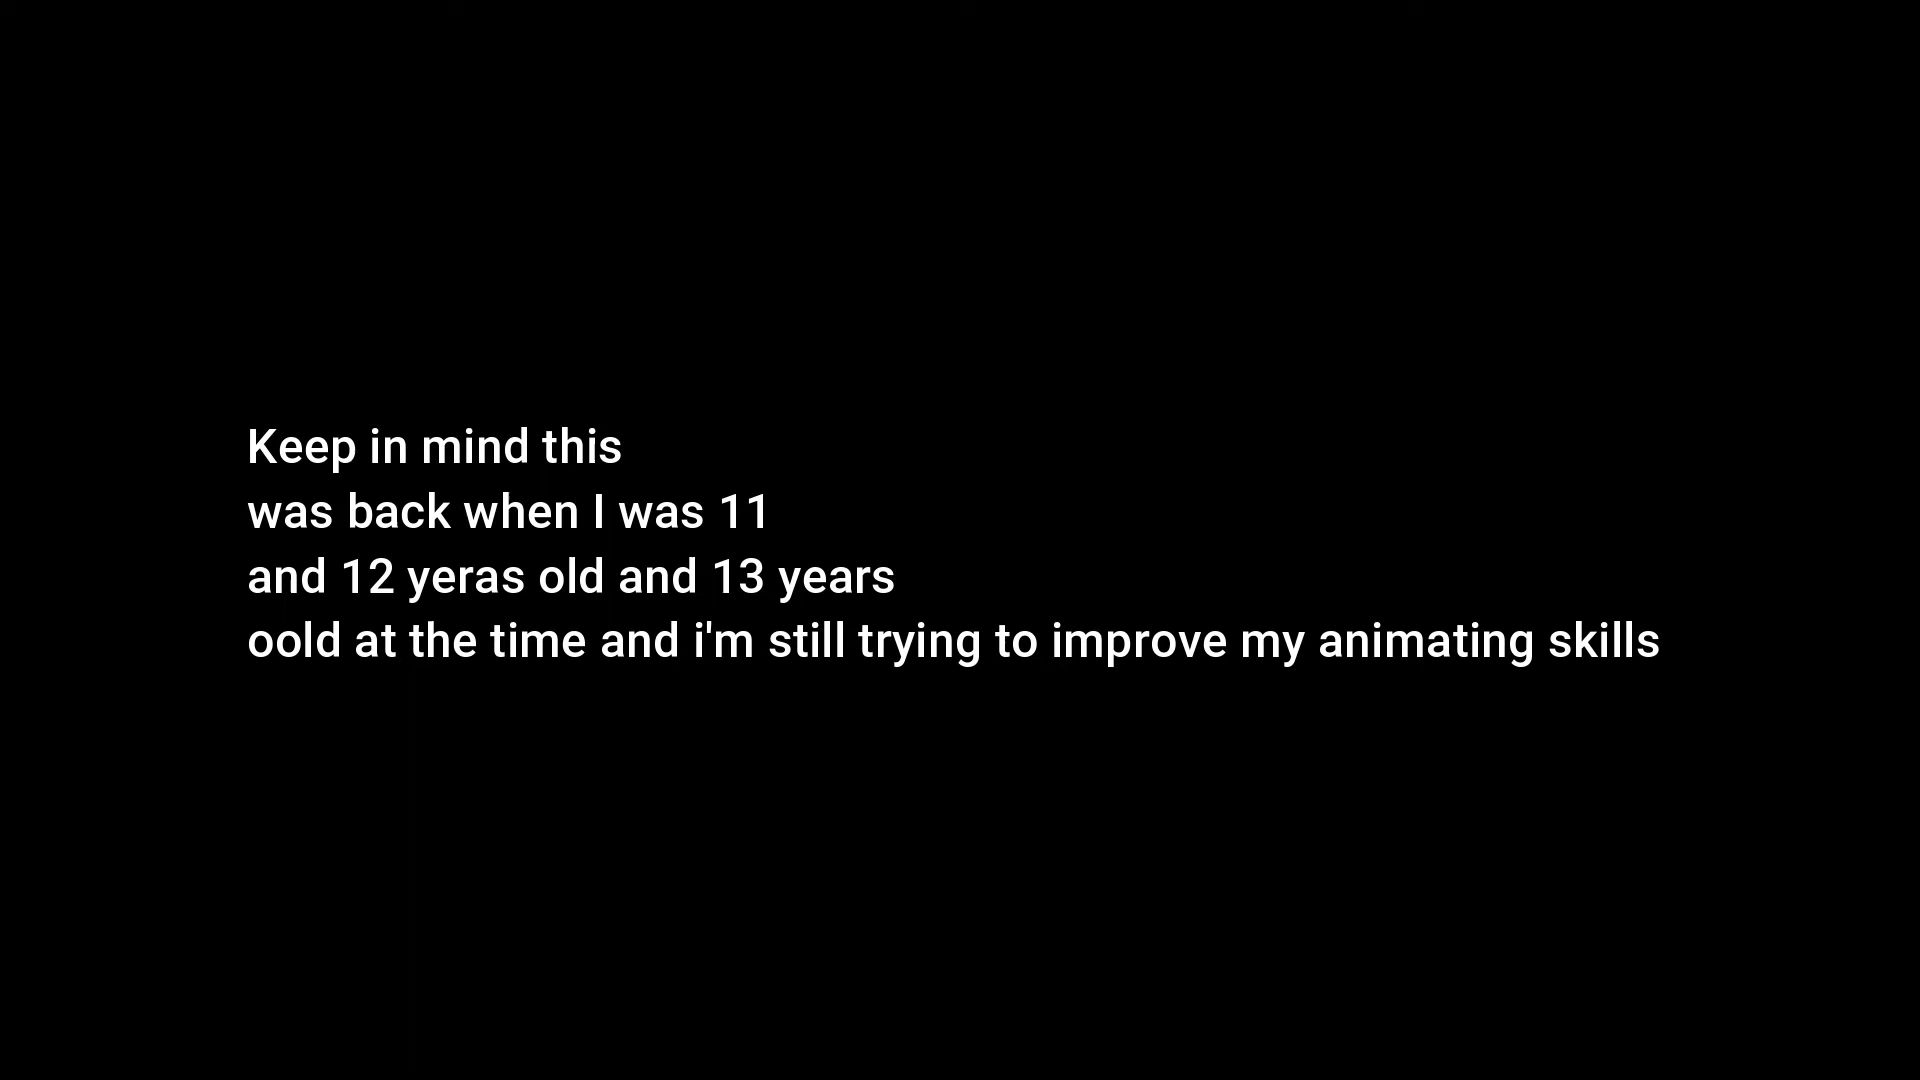 Keep in mind this
was back when I was 11
and 12 yeras old and 13 years
oold at the time and i'm still trying to improve my animating skills